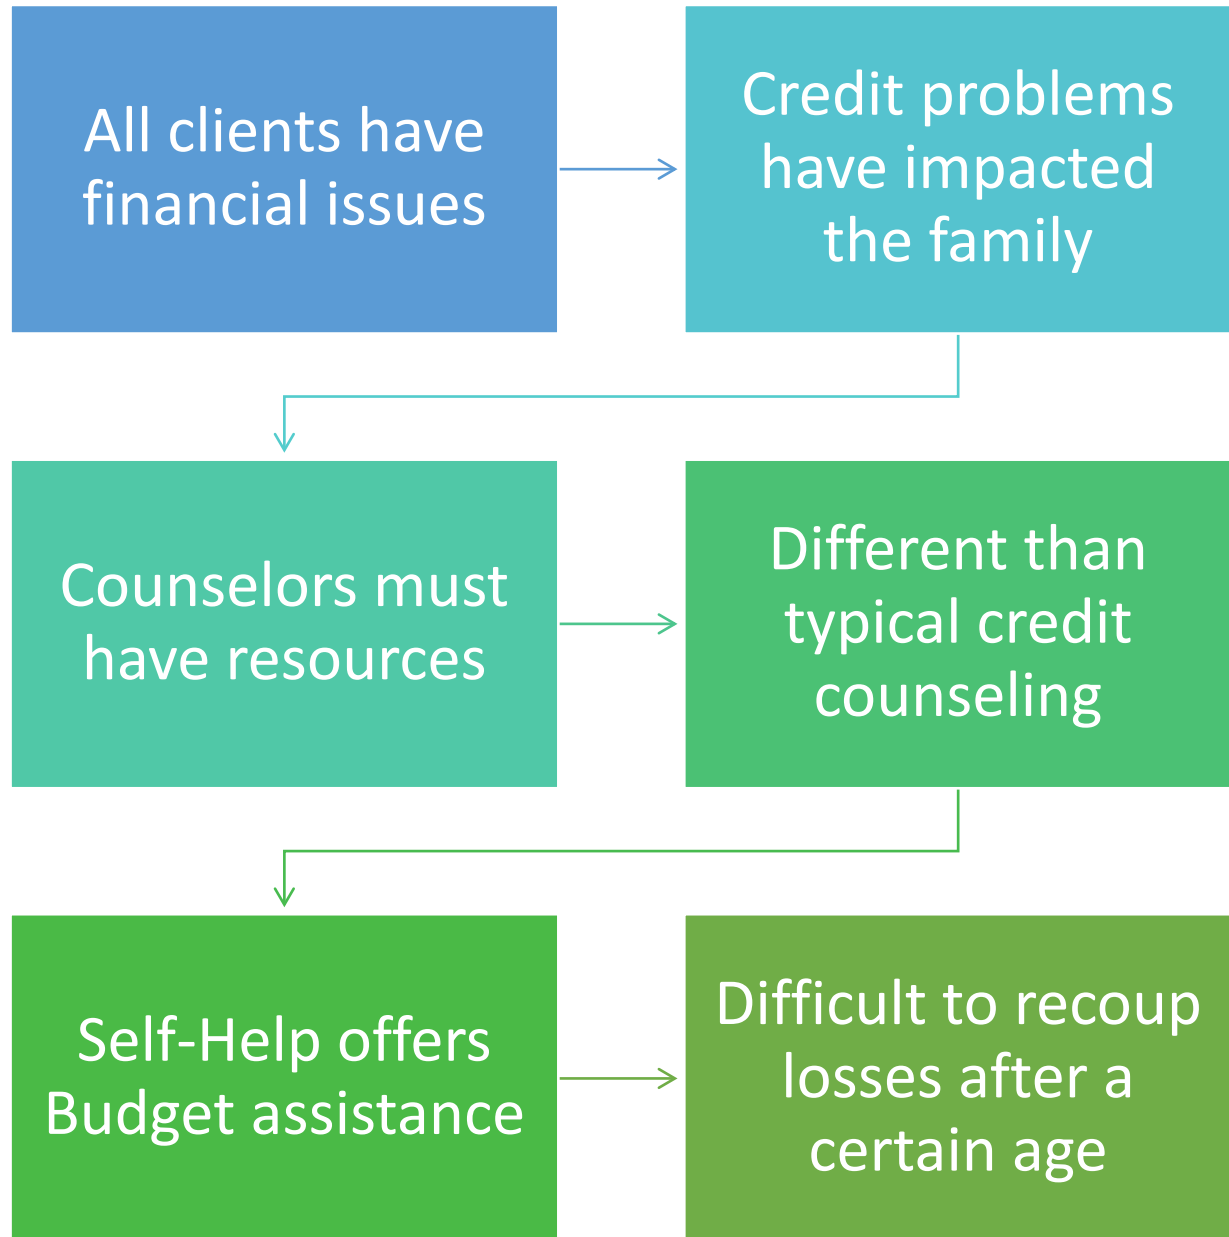 All clients have
financial issues
Credit problems
have impacted
the family
Counselors must
have resources
Different than
typical credit
counseling
Self-Help offers
Budget assistance
Difficult to recoup
losses after a
certain age